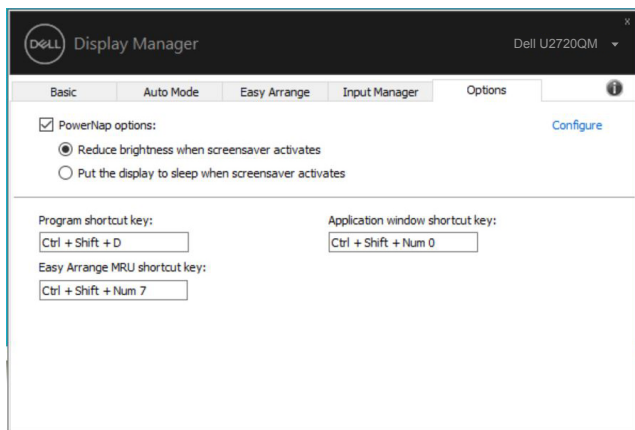 x
DELL Display Manager Dell U2720QM
Basic Auto Mode Easy Arrange Input Manager Options
PowerNap options: Configure
Reduce brightness when screensaver activates
Put the display to sleep when screensaver activates
Program shortcut key: Application window shortcut key:
Ctrl + Shift + D Ctrl + Shift + Num 0
Easy Arrange MRU shortcut key:
Ctrl + Shift + Num 7